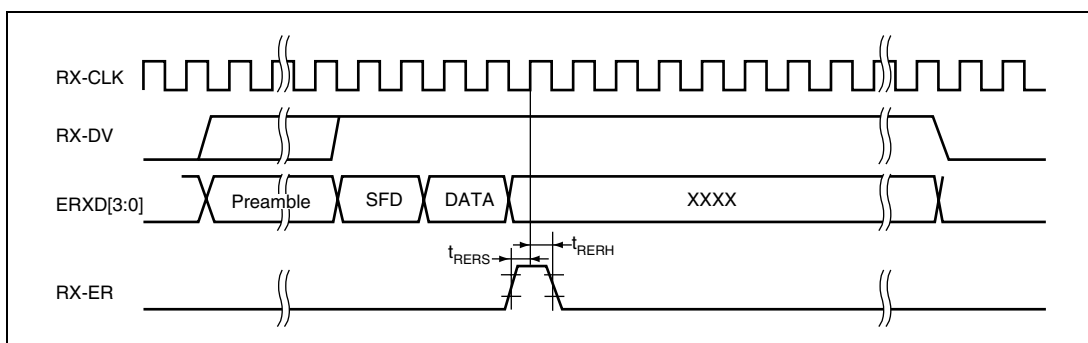 RX-CLK
RX-DV
ERXD[3:0]
Preamble SFD DATA XXXX
tRERS tRERH
RX-ER